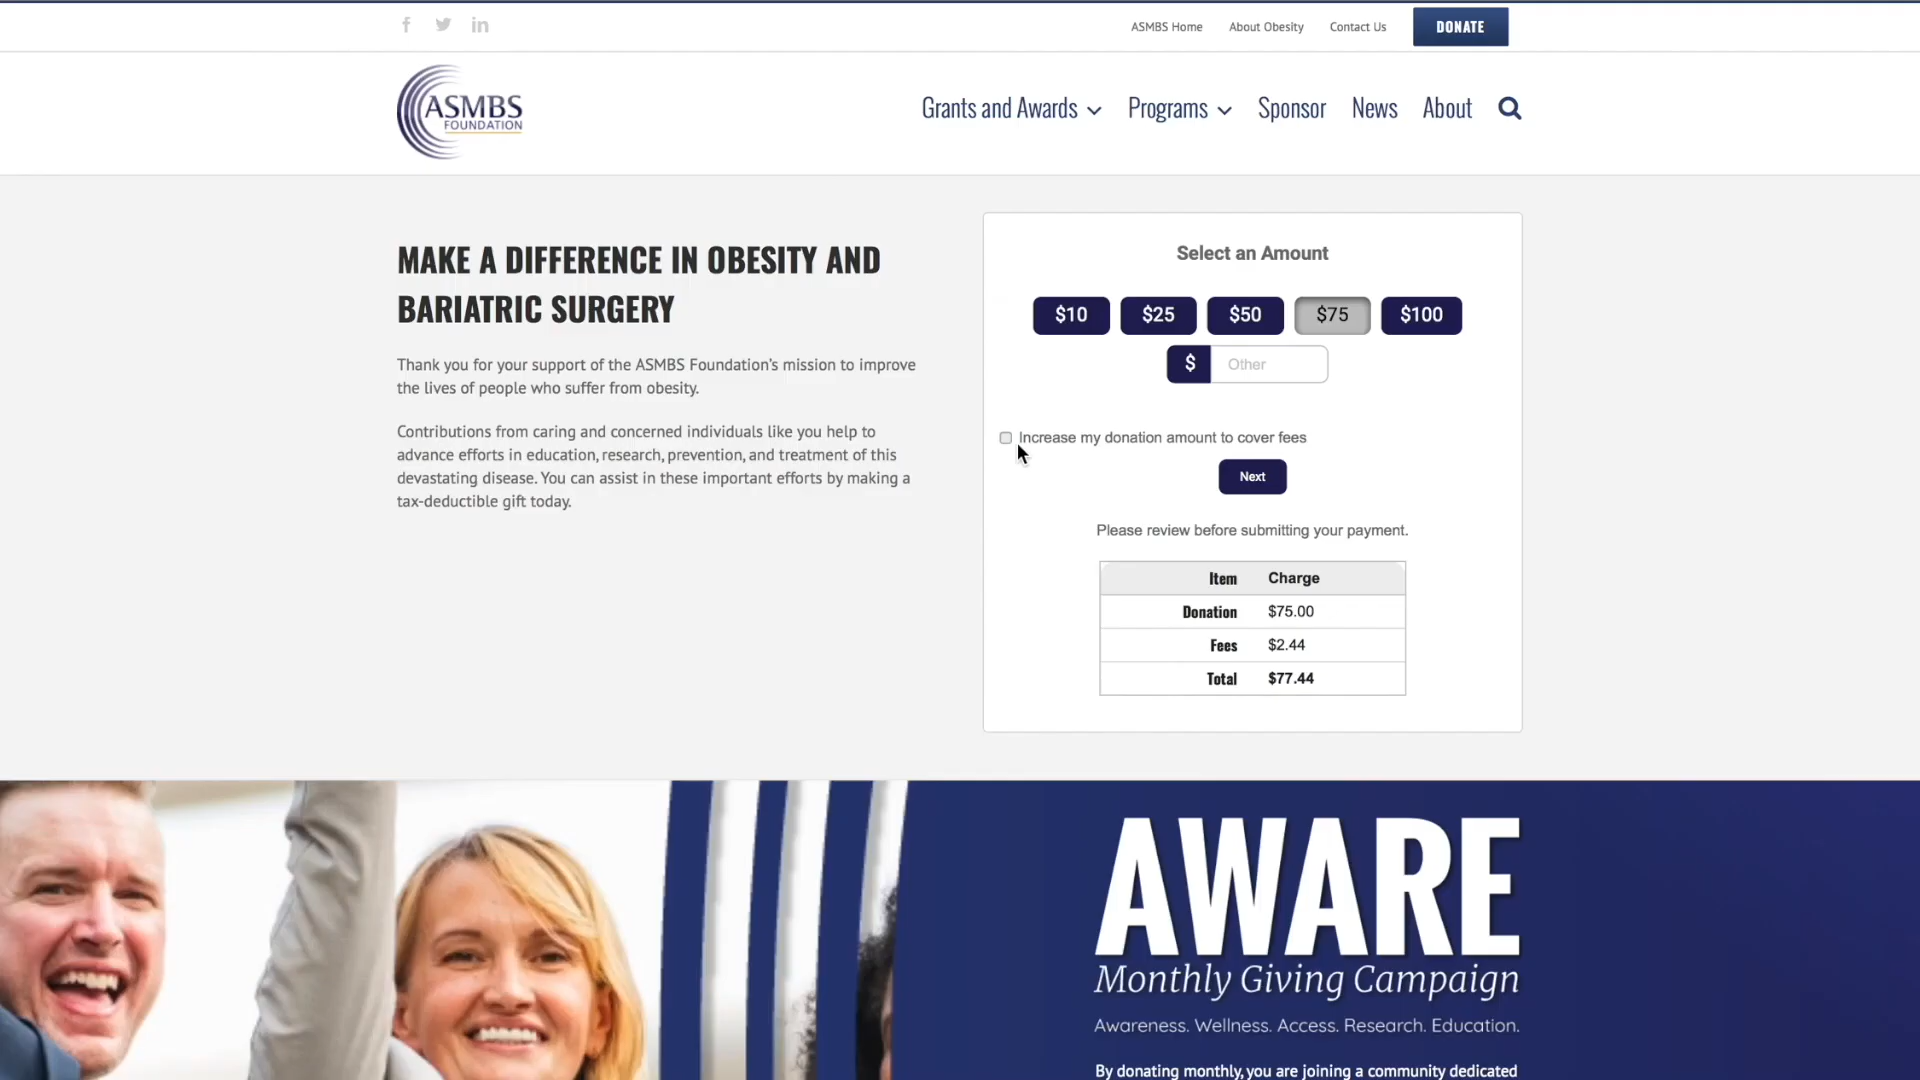 ASMBS Home About Obesity Contact Us DONATE
ASMBS
FOUNDATION
Grants and Awards Programs Sponsor News About
MAKE A DIFFERENCE IN OBESITY AND
BARIATRIC SURGERY
Thank you for your support of the ASMBS Foundation's mission to improve
the lives of people who suffer from obesity.
Contributions from caring and concerned individuals like you help to
advance efforts in education, research, prevention, and treatment of this
devastating disease. You can assist in these important efforts by making a
tax-deductible gift today.
Select an Amount
$10 $25 $50 $75 $100
$ Other
Increase my donation amount to cover fees
Next
Please review before submitting your payment.
Item Charge
Donation $75.00
Fees $2.44
Total $77.44
AWARE
Monthly Giving Campaign
Awareness. Wellness. Access. Research. Education.
By donating monthly, you are joining a community dedicated